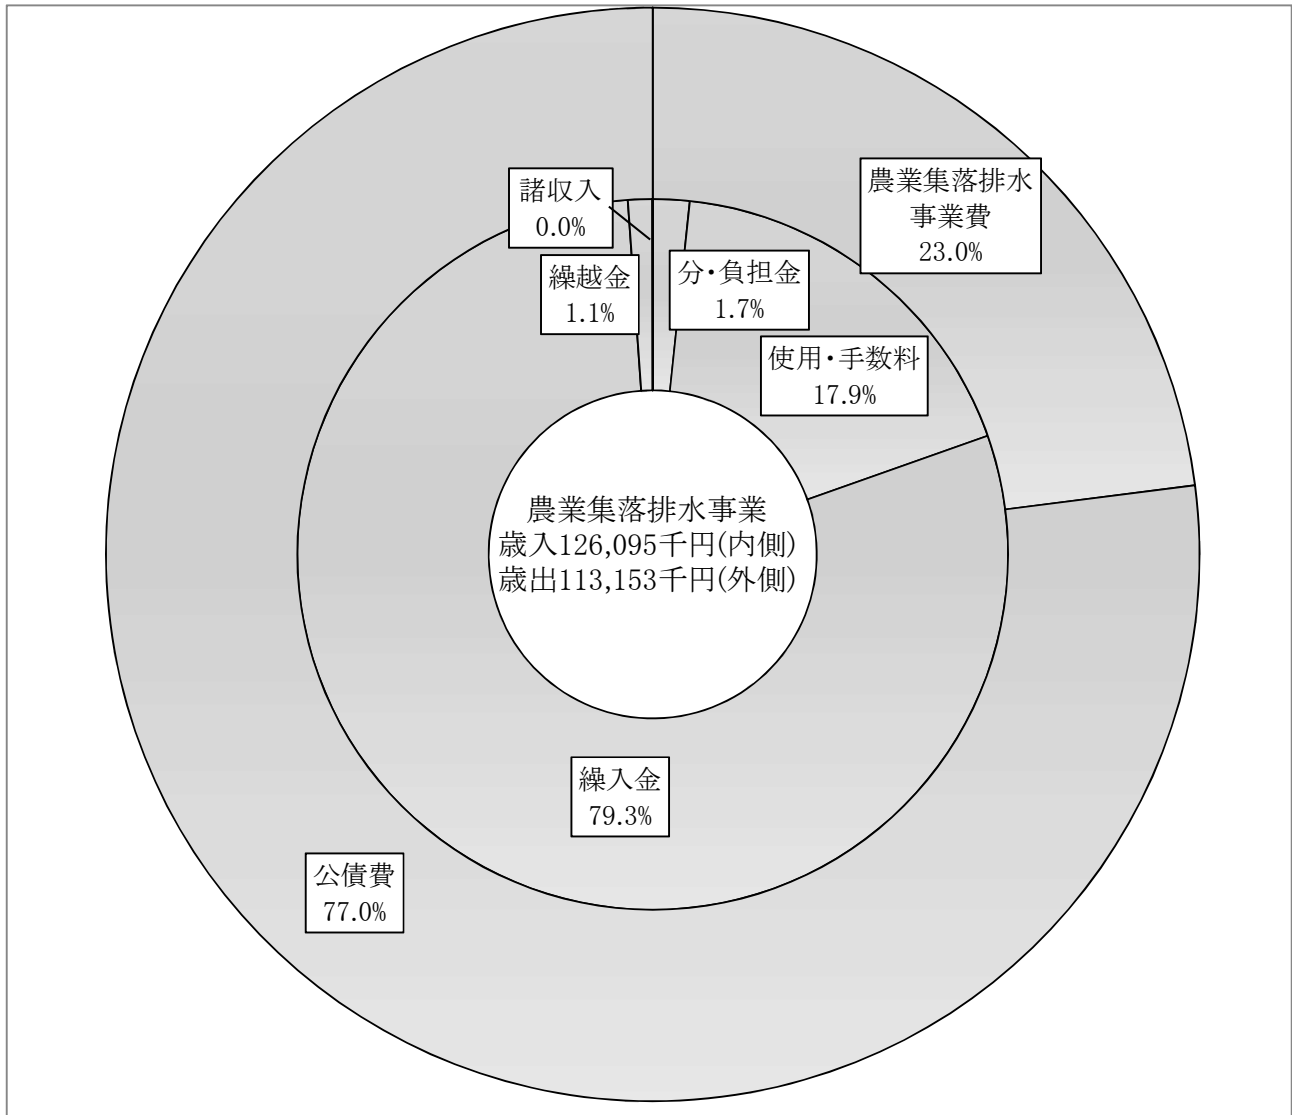 諸収入
0.0%
農業集落排水
事業費
23.0%
繰越金
1.1%
分・負担金
1.7%
使用・手数料
17.9%
農業集落排水事業
歳入126,095千円(内側)
歳出113,153千円(外側)
繰入金
79.3%
公債費
77.0%